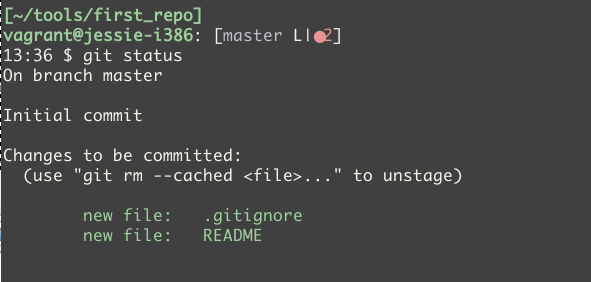 [~/tools/first_repo]
vagrant@jessie-i386: [master L|●2]
13:36 $ git status
On branch master
Initial commit
Changes to be committed:
(use "git rm --cached <file>..." to unstage)
new file: .gitignore
new file: README